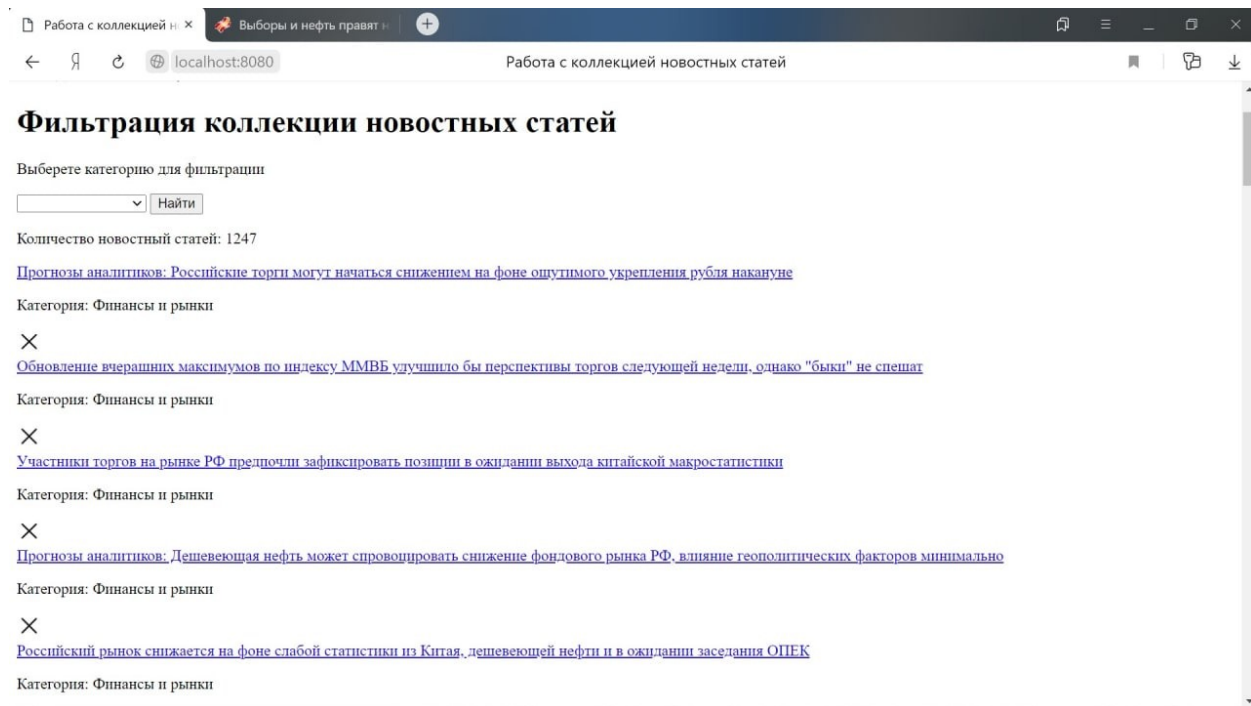 Работа с коллекцией н
Выборы и нефть правят н
Я
localhost:8080
Работа с коллекцией новостных статей
Фильтрация коллекции новостных статей
Выберете категорию для фильтрации
Найти
Количество новостный статей: 1247
Прогнозы аналитиков: Российские торги могут начаться снижением на фоне ощутимого укрепления рубля накануне
Категория: Финансы и рынки
Обновление вчерашних максимумов по индексу ММВБ улучшило бы перспективы торгов следующей недели, однако "быки" не спешат
Категория: Финансы и рынки
Участники торгов на рынке РФ предпочли зафиксировать позиции в ожидании выхода китайской макростатистики
Категория: Финансы и рынки
Прогнозы аналитиков: Дешевеющая нефть может спровоцировать снижение фондового рынка РФ, влияние геополитических факторов минимально
Категория: Финансы и рынки
Российский рынок снижается на фоне слабой статистики из Китая, дешевеющей нефти и в ожидании заседания ОПЕК
Категория: Финансы и рынки